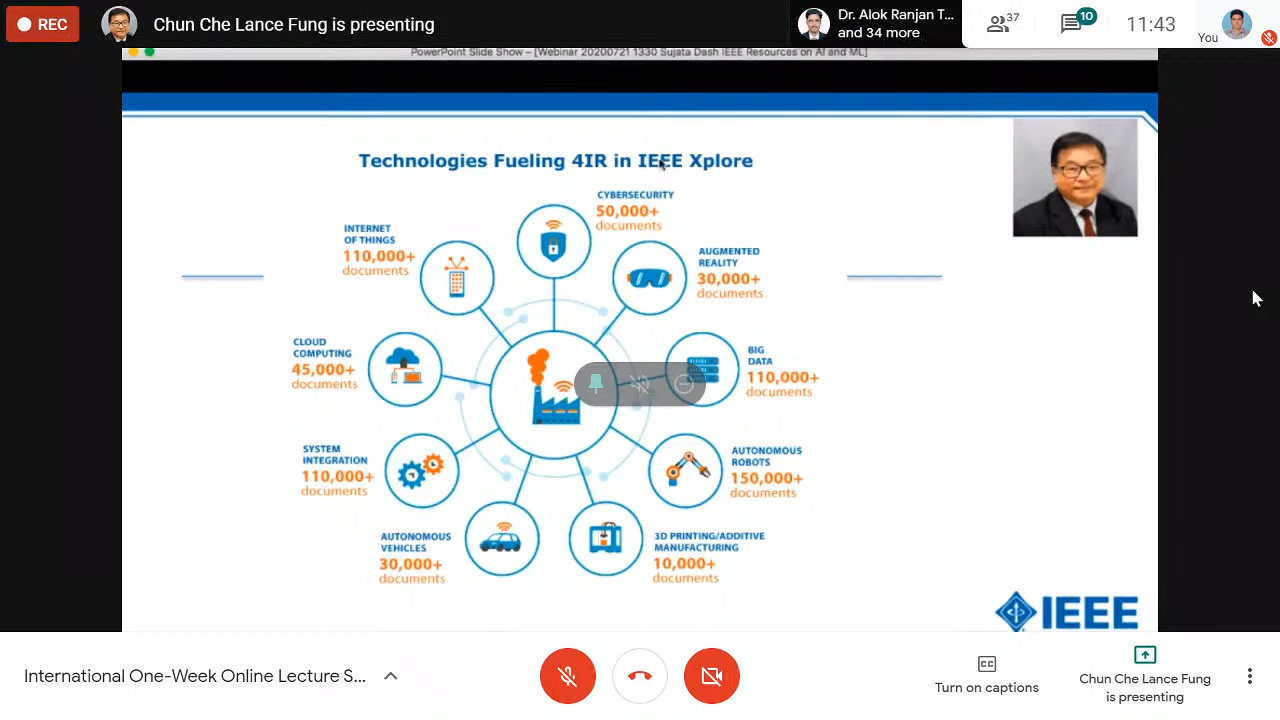 REC
Chun Che Lance Fung is presenting
Dr. Alok Ranjan T...
and 34 more
37
10
11:43
You
PowerPoint Slide Show – [Webinar 20200721 1330 Sujata Dash IEEE Resources on AI and ML]
Technologies Fueling 4IR in IEEE Xplore
CYBERSECURITY
50,000+
documents
INTERNET
OF THINGS
110,000+
documents
AUGMENTED
REALITY
30,000+
documents
CLOUD
COMPUTING
45,000+
documents
BIG
DATA
110,000+
documents
SYSTEM
INTEGRATION
110,000+
documents
AUTONOMOUS
ROBOTS
150,000+
documents
AUTONOMOUS
VEHICLES
30,000+
documents
3D PRINTING/ADDITIVE
MANUFACTURING
10,000+
documents
IEEE
International One-Week Online Lecture S...
CC
Turn on captions
Chun Che Lance Fung
is presenting